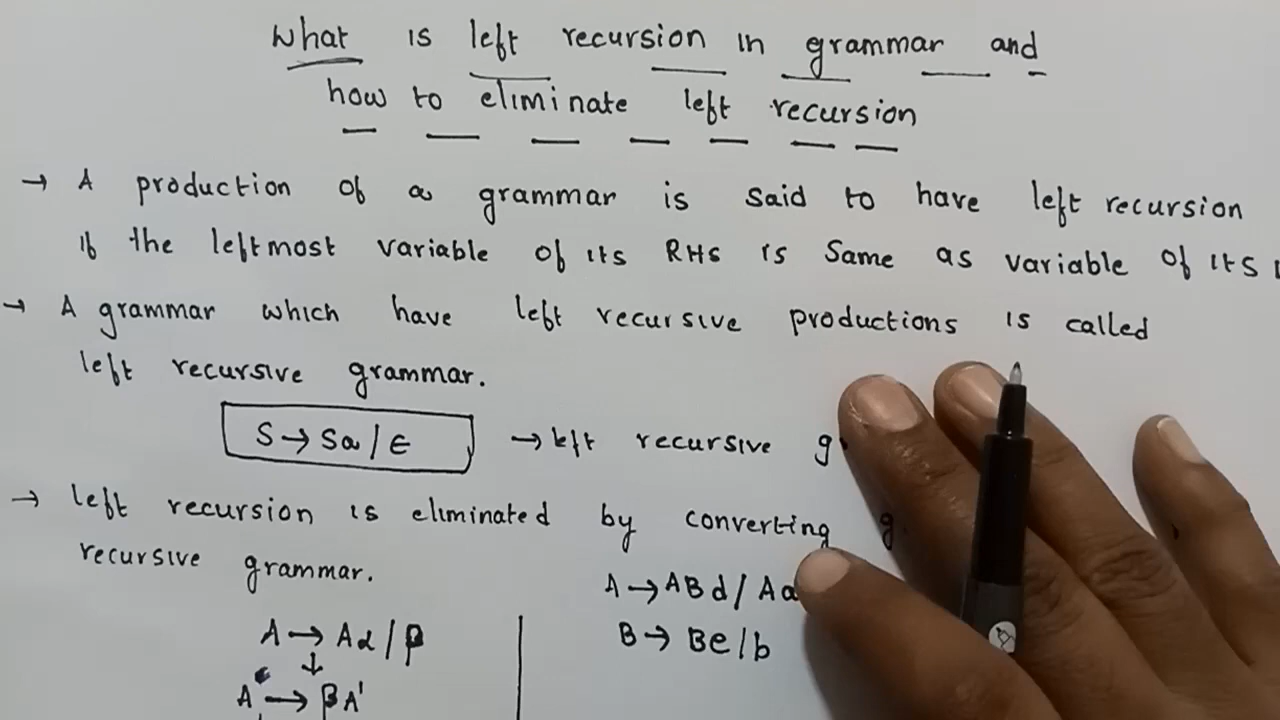 What is left recursion in grammar and
how to eliminate left recursion
→ A production of a grammar is said to have left recursion
if the leftmost variable of its RHS is same as variable of its
→ A grammar which have left recursive productions is called
left recursive grammar.
S → Sa / ϵ → left recursive g
→ left recursion is eliminated by converting g
recursive grammar.
A → Aα / β
↓
A → βA'
A → ABd / Aa
B → Be / b